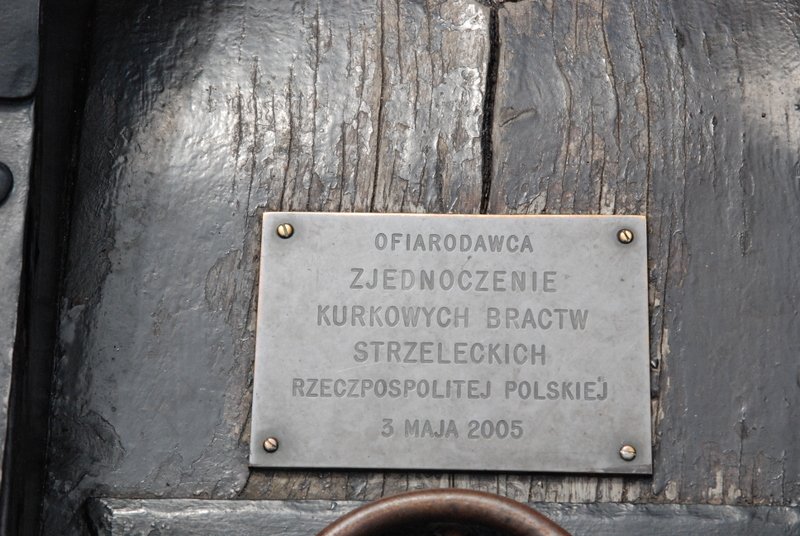 OFIARODAWCA
ZJEDNOCZENIE
KURKOWYCH BRACTW
STRZELECKICH
RZECZPOSPOLITEJ POLSKIEJ
3 MAJA 2005